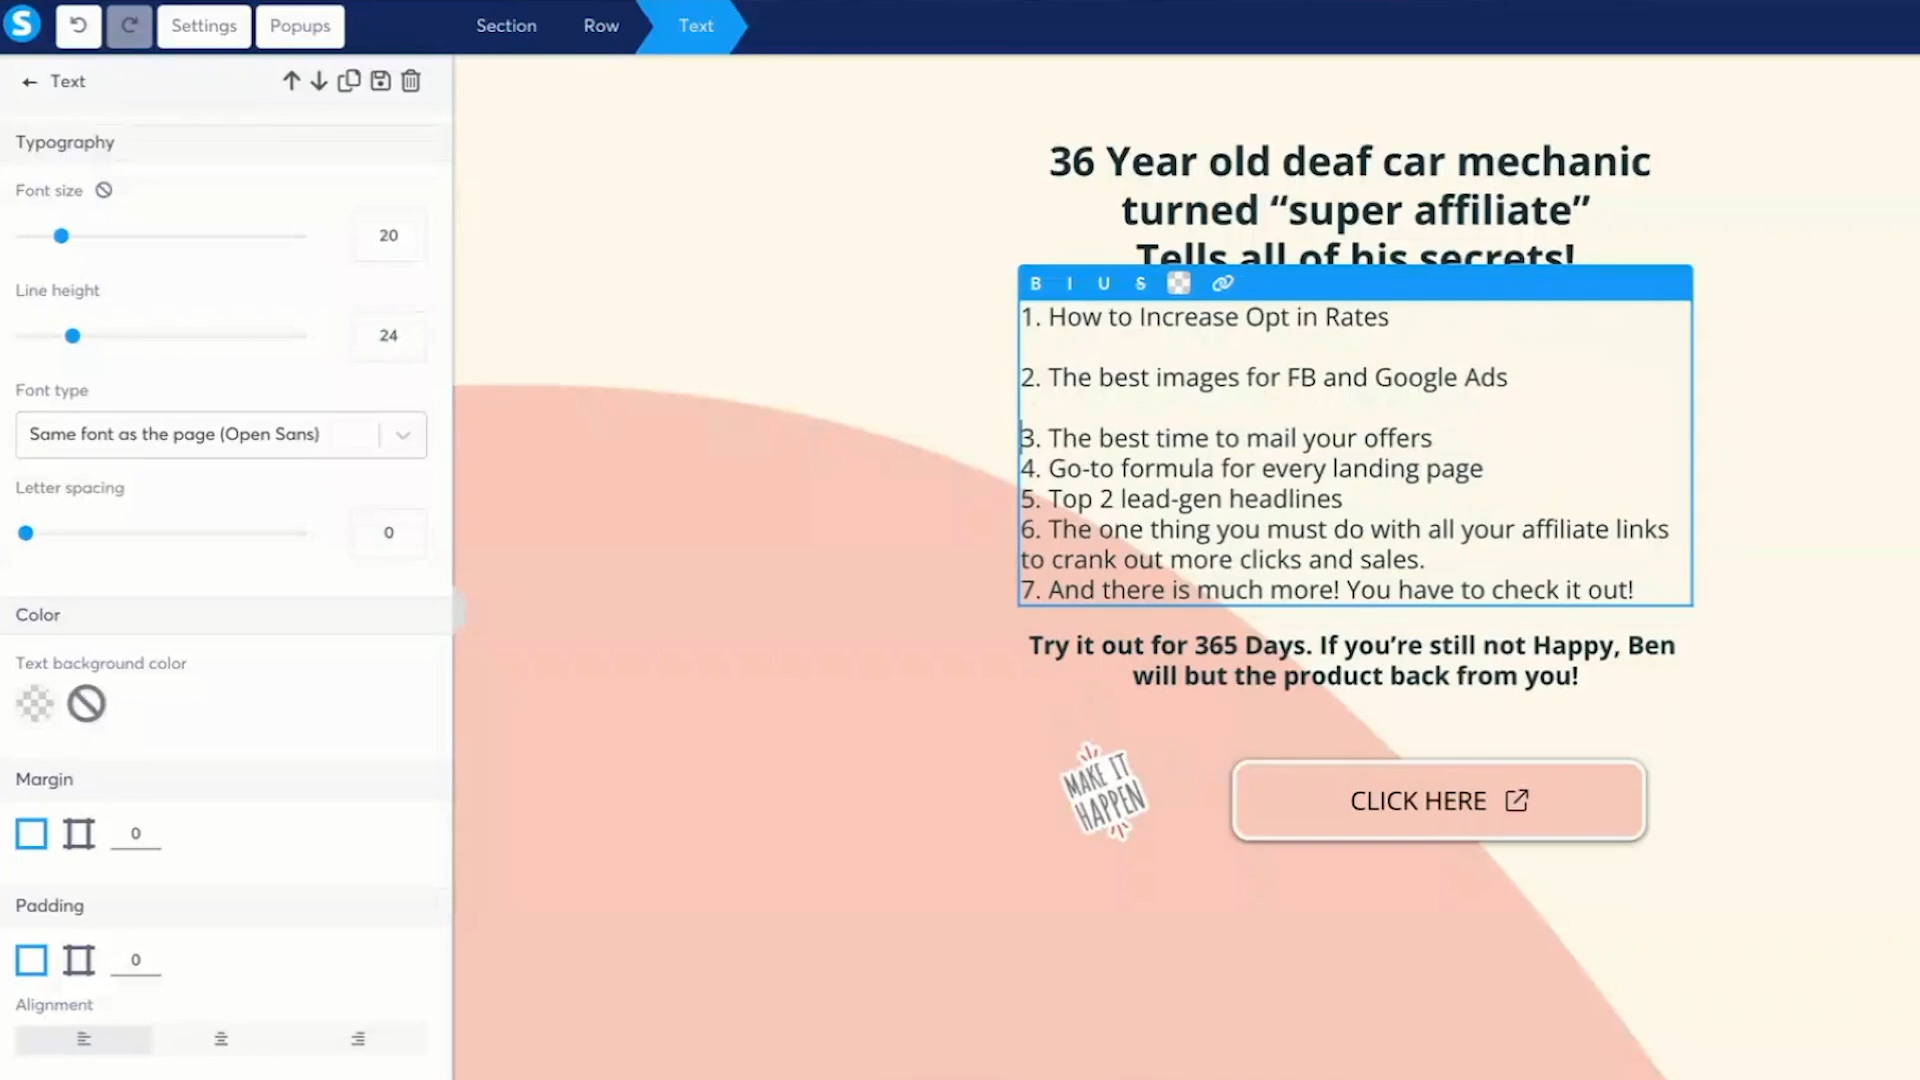 S
Settings
Popups
Section
Row
Text
Text
Typography
Font size
20
Line height
24
Font type
Same font as the page (Open Sans)
Letter spacing
0
Color
Text background color
Margin
0
Padding
0
Alignment
36 Year old deaf car mechanic
turned “super affiliate”
Tells all of his secrets!
B I U S
1. How to Increase Opt in Rates
2. The best images for FB and Google Ads
3. The best time to mail your offers
4. Go-to formula for every landing page
5. Top 2 lead-gen headlines
6. The one thing you must do with all your affiliate links
to crank out more clicks and sales.
7. And there is much more! You have to check it out!
Try it out for 365 Days. If you’re still not Happy, Ben
will but the product back from you!
MAKE IT
HAPPEN
CLICK HERE